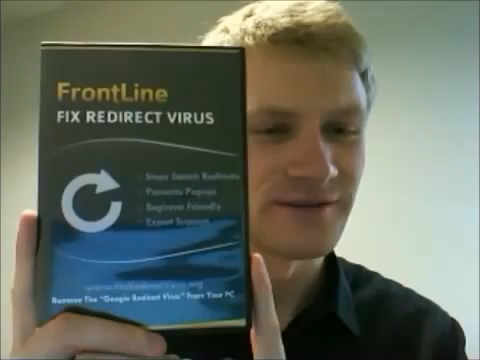 FrontLine
FIX REDIRECT VIRUS
Stops Search Redirects
Prevents Popups
Beginner Friendly
Expert Support
Remove The "Google Redirect Virus" From Your PC